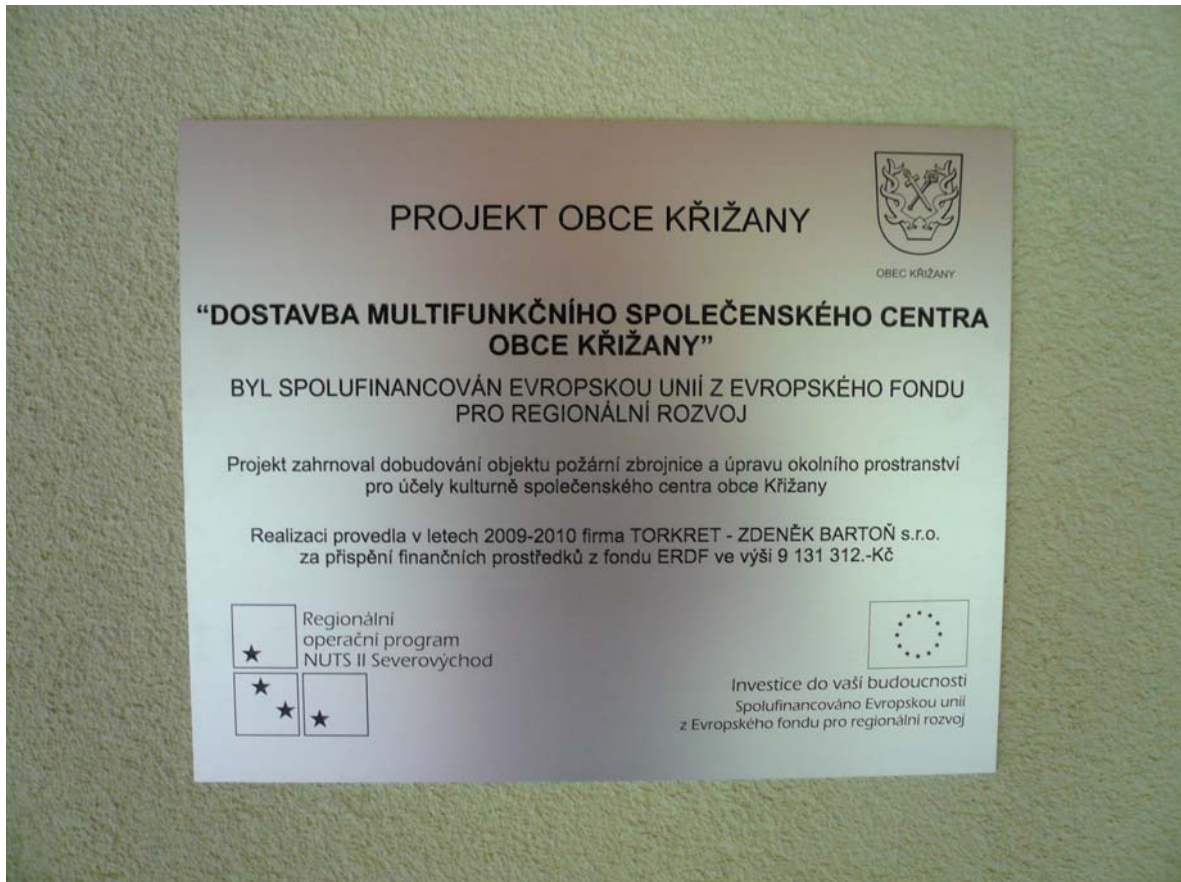 PROJEKT OBCE KŘIŽANY
OBEC KŘIŽANY
“DOSTAVBA MULTIFUNKČNÍHO SPOLEČENSKÉHO CENTRA
OBCE KŘIŽANY”
BYL SPOLUFINANCOVÁN EVROPSKOU UNIÍ Z EVROPSKÉHO FONDU
PRO REGIONÁLNÍ ROZVOJ
Projekt zahrnoval dobudování objektu požární zbrojnice a úpravu okolního prostranství
pro účely kulturně společenského centra obce Křižany
Realizaci provedla v letech 2009-2010 firma TORKRET - ZDENĚK BARTOŇ s.r.o.
za přispění finančních prostředků z fondu ERDF ve výši 9 131 312.-Kč
Regionální
operační program
NUTS II Severovýchod
Investice do vaší budoucnosti
Spolufinancováno Evropskou unií
z Evropského fondu pro regionální rozvoj